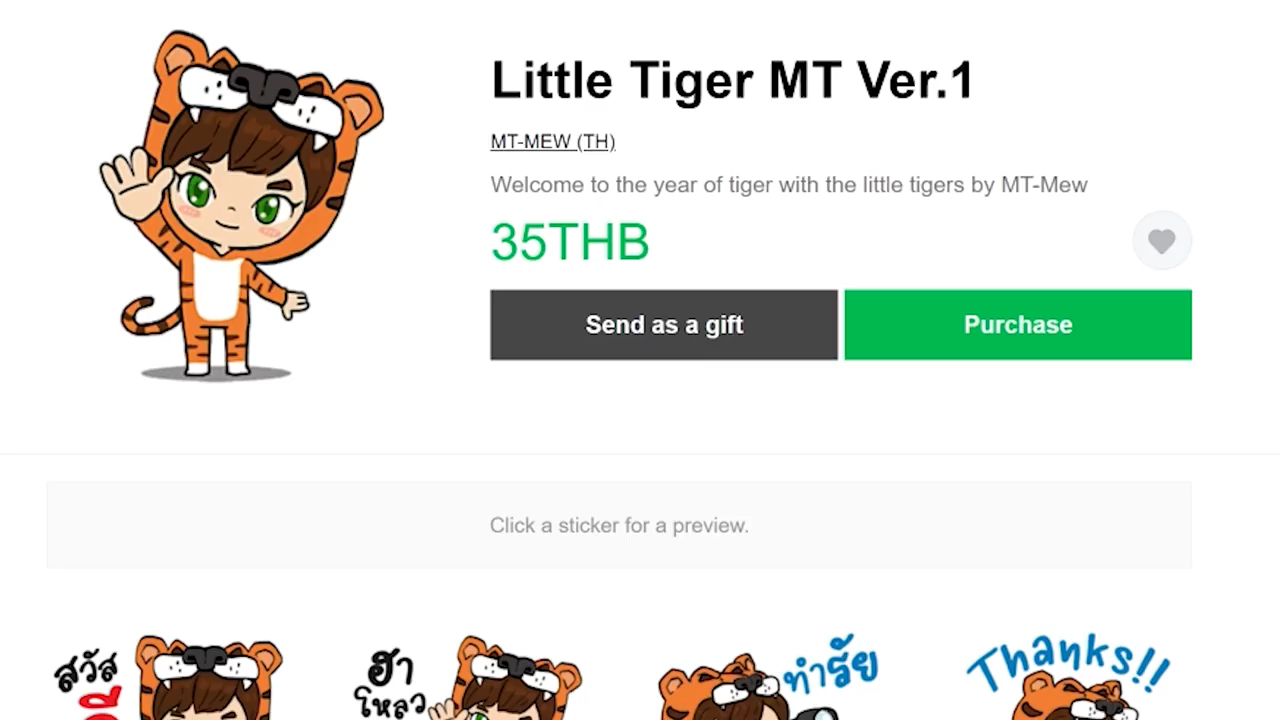 Little Tiger MT Ver.1
MT-MEW (TH)
Welcome to the year of tiger with the little tigers by MT-Mew
35THB
Send as a gift
Purchase
Click a sticker for a preview.
สวัส
ฮา
โหลว
ทำรัย
Thanks!!